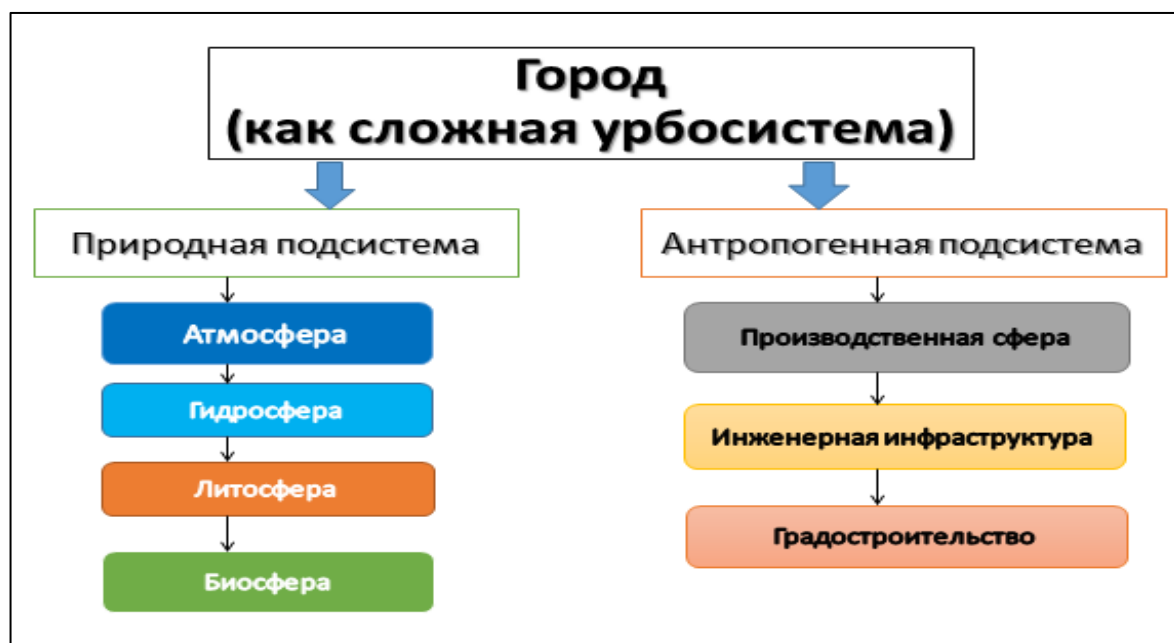 Город
(как сложная урбосистема)
Природная подсистема
Атмосфера
Гидросфера
Литосфера
Биосфера
Антропогенная подсистема
Производственная сфера
Инженерная инфраструктура
Градостроительство